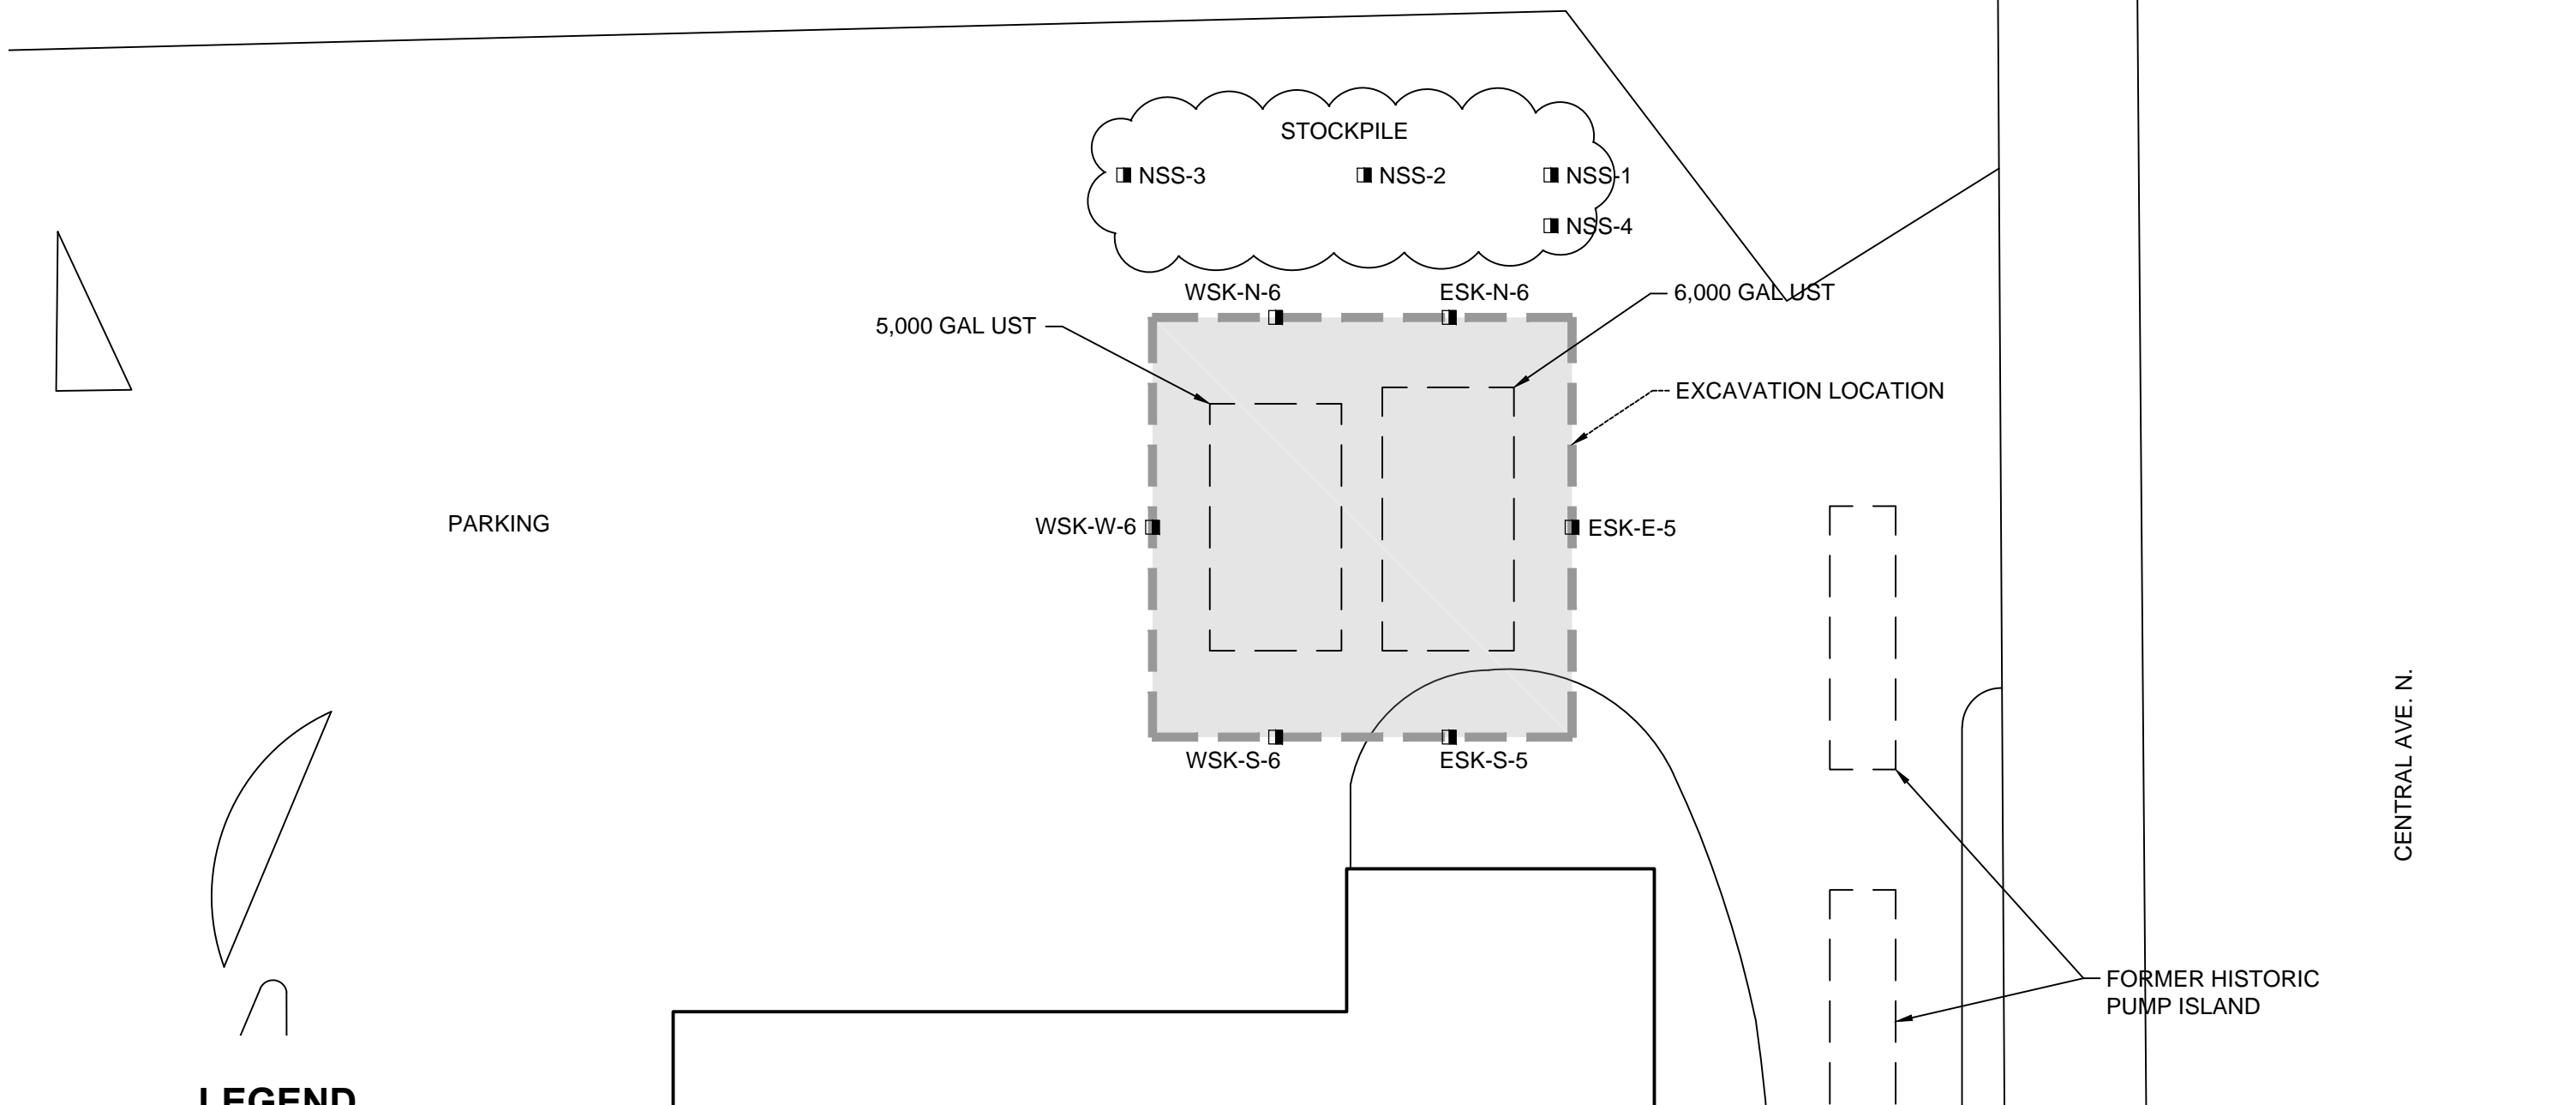 STOCKPILE
NSS-3
NSS-2
NSS-1
NSS-4
WSK-N-6
ESK-N-6
6,000 GAL UST
5,000 GAL UST
EXCAVATION LOCATION
PARKING
WSK-W-6
ESK-E-5
WSK-S-6
ESK-S-5
CENTRAL AVE. N.
FORMER HISTORIC
PUMP ISLAND
LEGEND